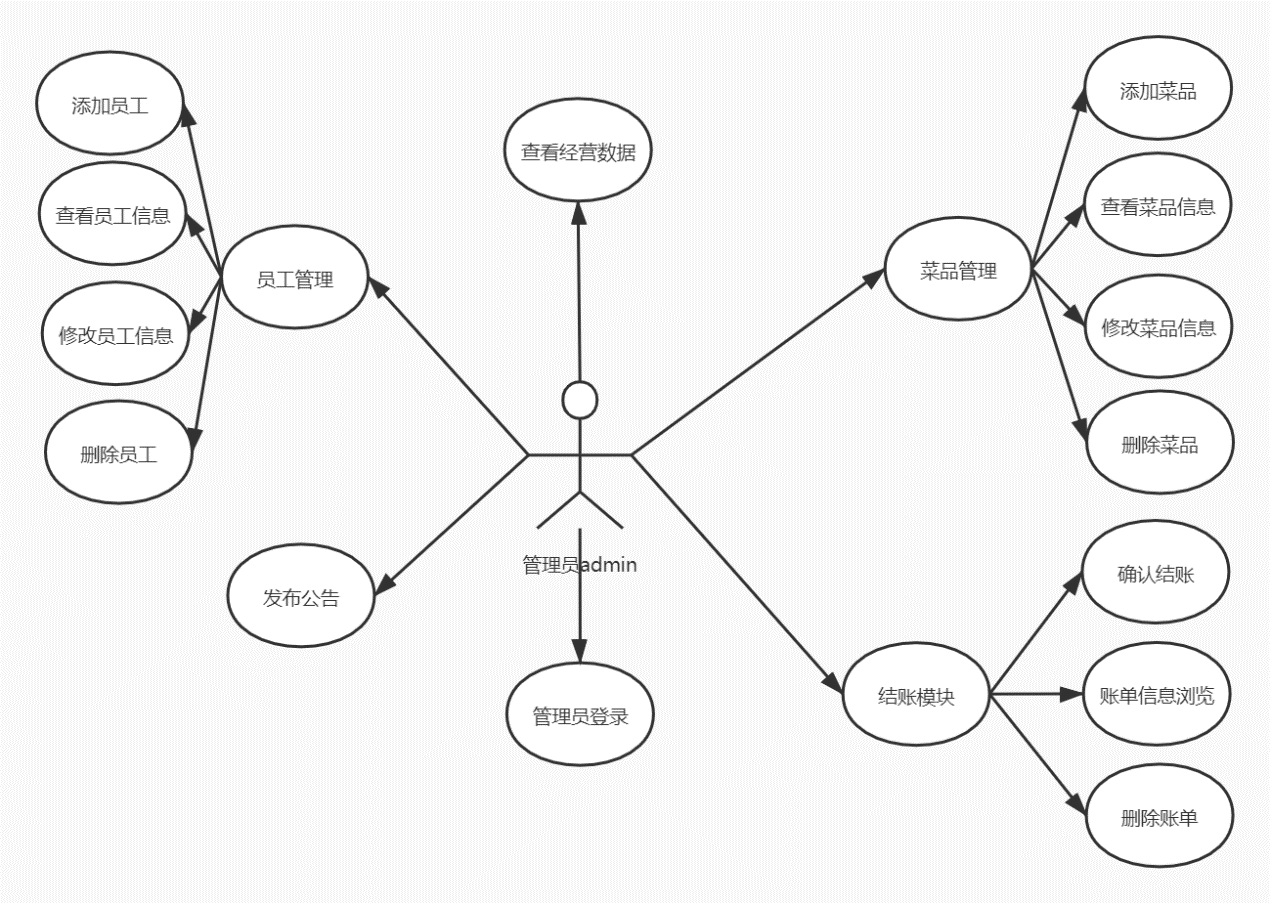 添加员工
查看员工信息
修改员工信息
删除员工
员工管理
发布公告
查看经营数据
管理员admin
管理员登录
菜品管理
添加菜品
查看菜品信息
修改菜品信息
删除菜品
结账模块
确认结账
账单信息浏览
删除账单